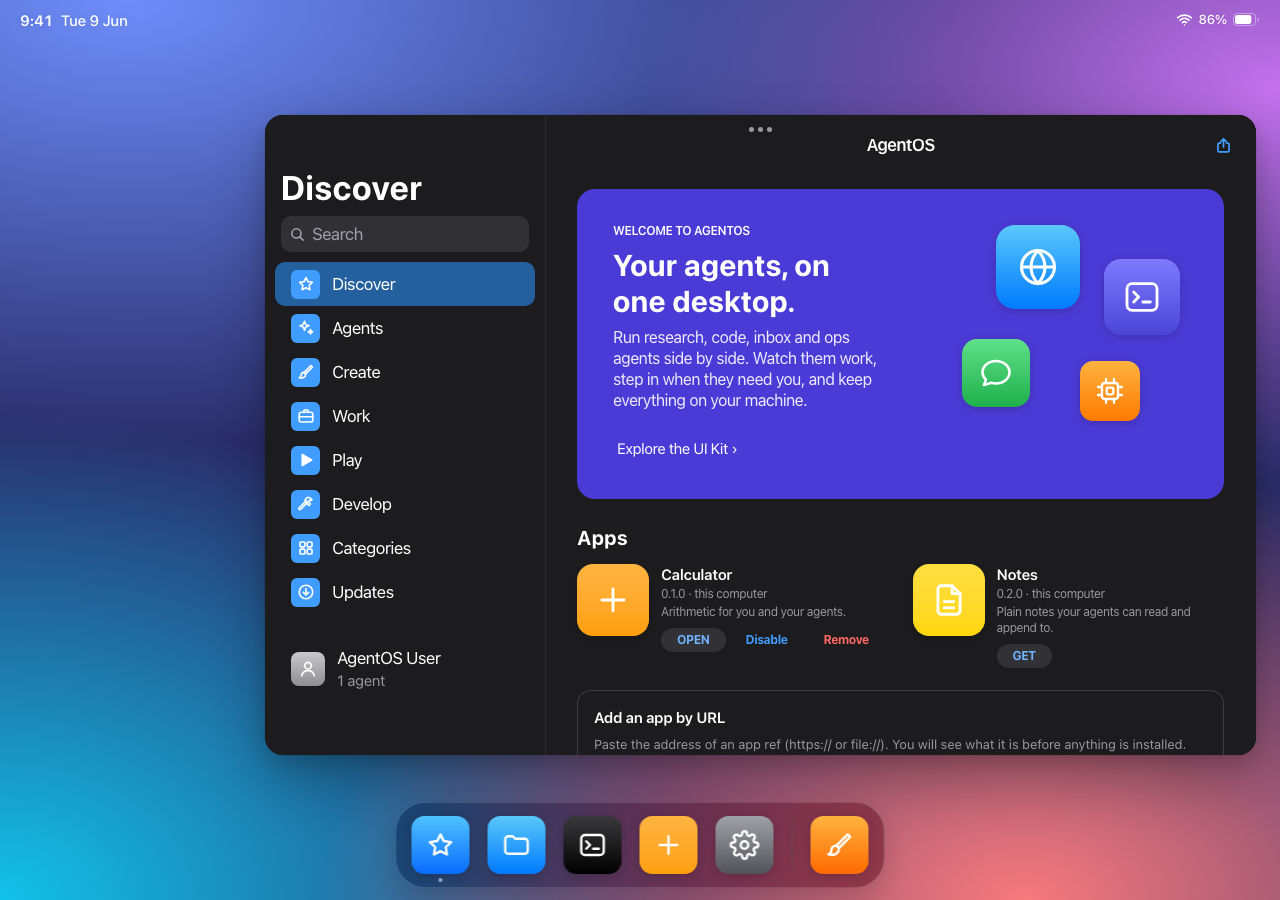 9:41 Tue 9 Jun
86%
AgentOS
Discover
Search
Discover
Agents
Create
Work
Play
Develop
Categories
Updates
AgentOS User
1 agent
WELCOME TO AGENTOS
Your agents, on
one desktop.
Run research, code, inbox and ops
agents side by side. Watch them work,
step in when they need you, and keep
everything on your machine.
Explore the UI Kit ›
Apps
Calculator
0.1.0 · this computer
Arithmetic for you and your agents.
OPEN Disable Remove
Notes
0.2.0 · this computer
Plain notes your agents can read and
append to.
GET
Add an app by URL
Paste the address of an app ref (https:// or file://). You will see what it is before anything is installed.